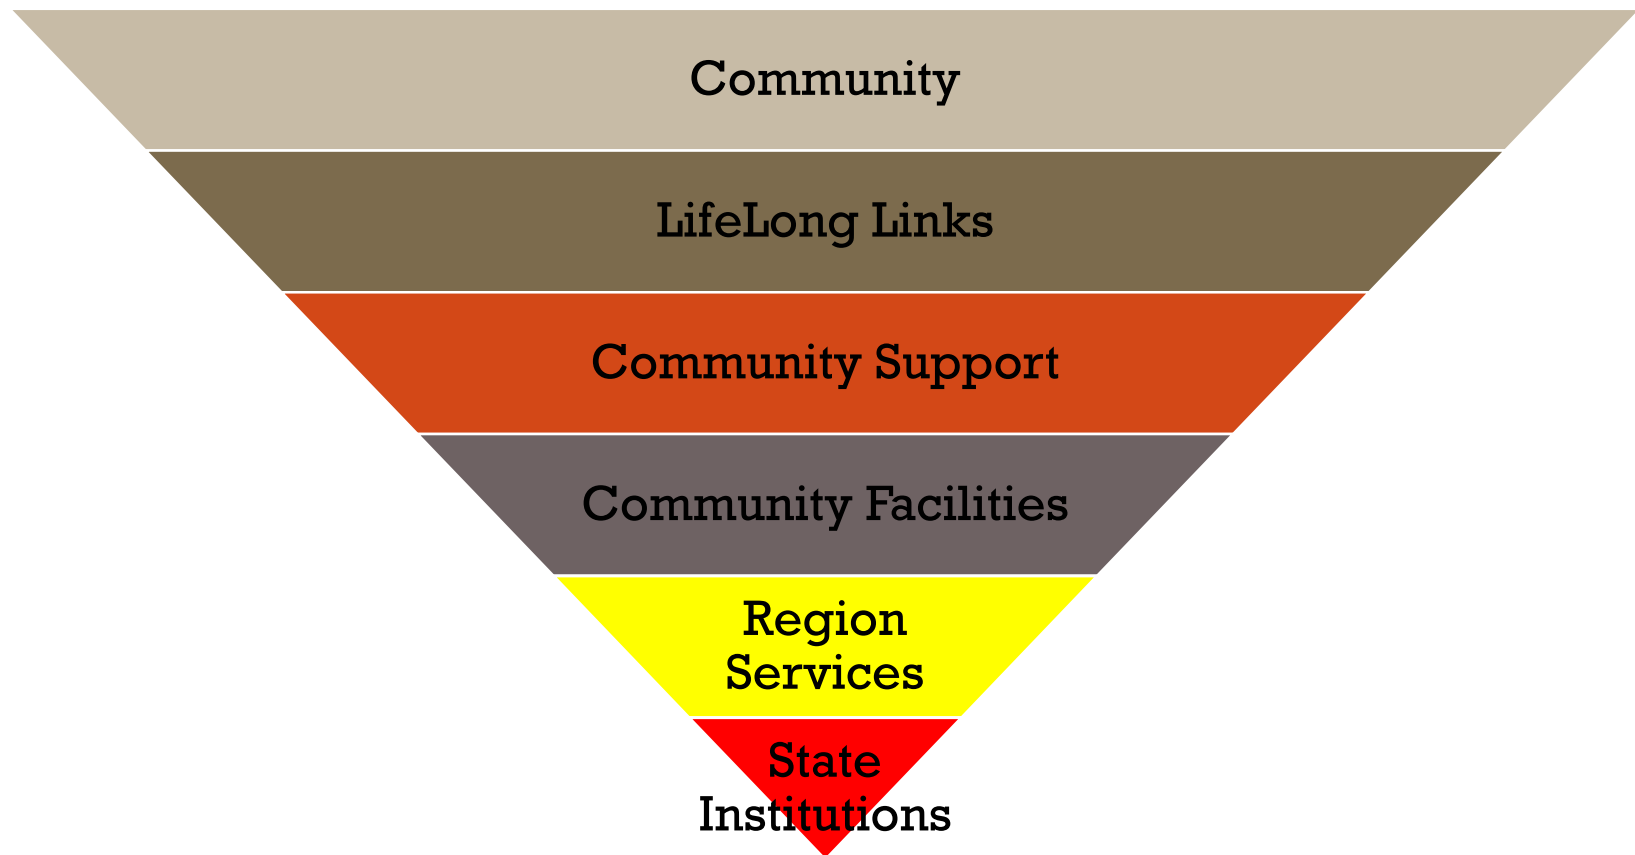 Community
LifeLong Links
Community Support
Community Facilities
Region
Services
State
Institutions